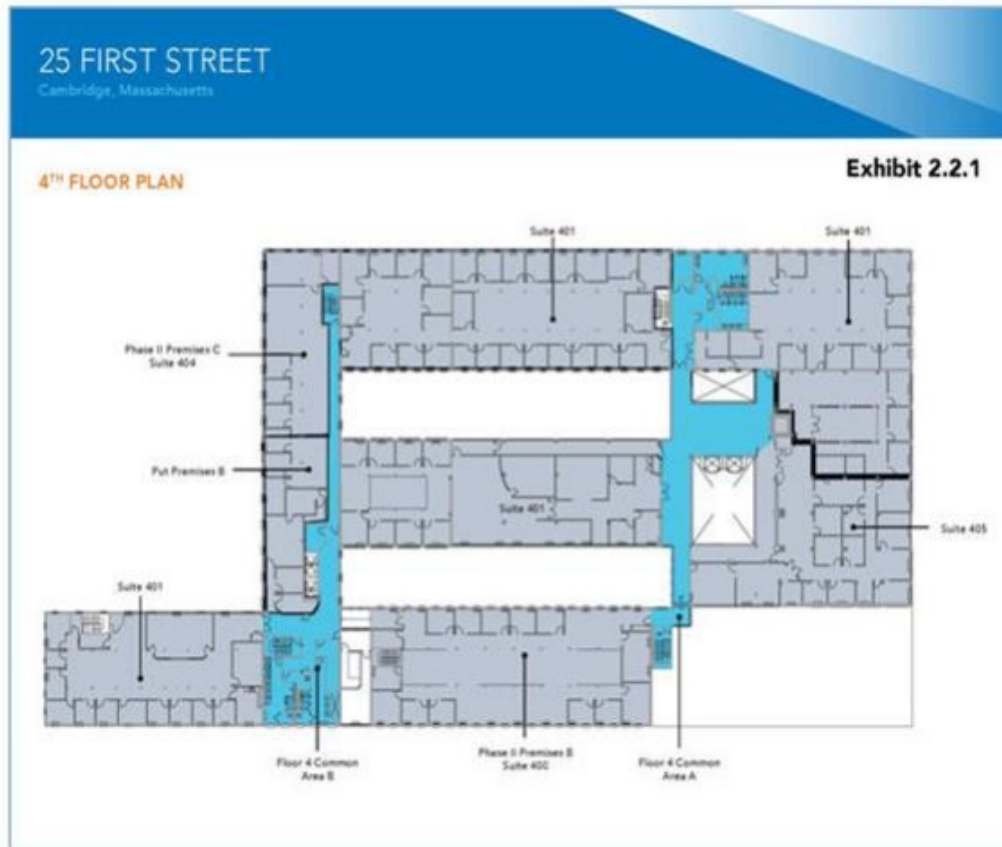 25 FIRST STREET
Cambridge, Massachusetts
Exhibit 2.2.1
4TH FLOOR PLAN
Suite 401
Suite 401
Phase II Premises C
Suite 404
Put Premises B
Suite 401
Suite 405
Suite 401
Floor 4 Common
Area B
Phase II Premises B
Suite 400
Floor 4 Common
Area A